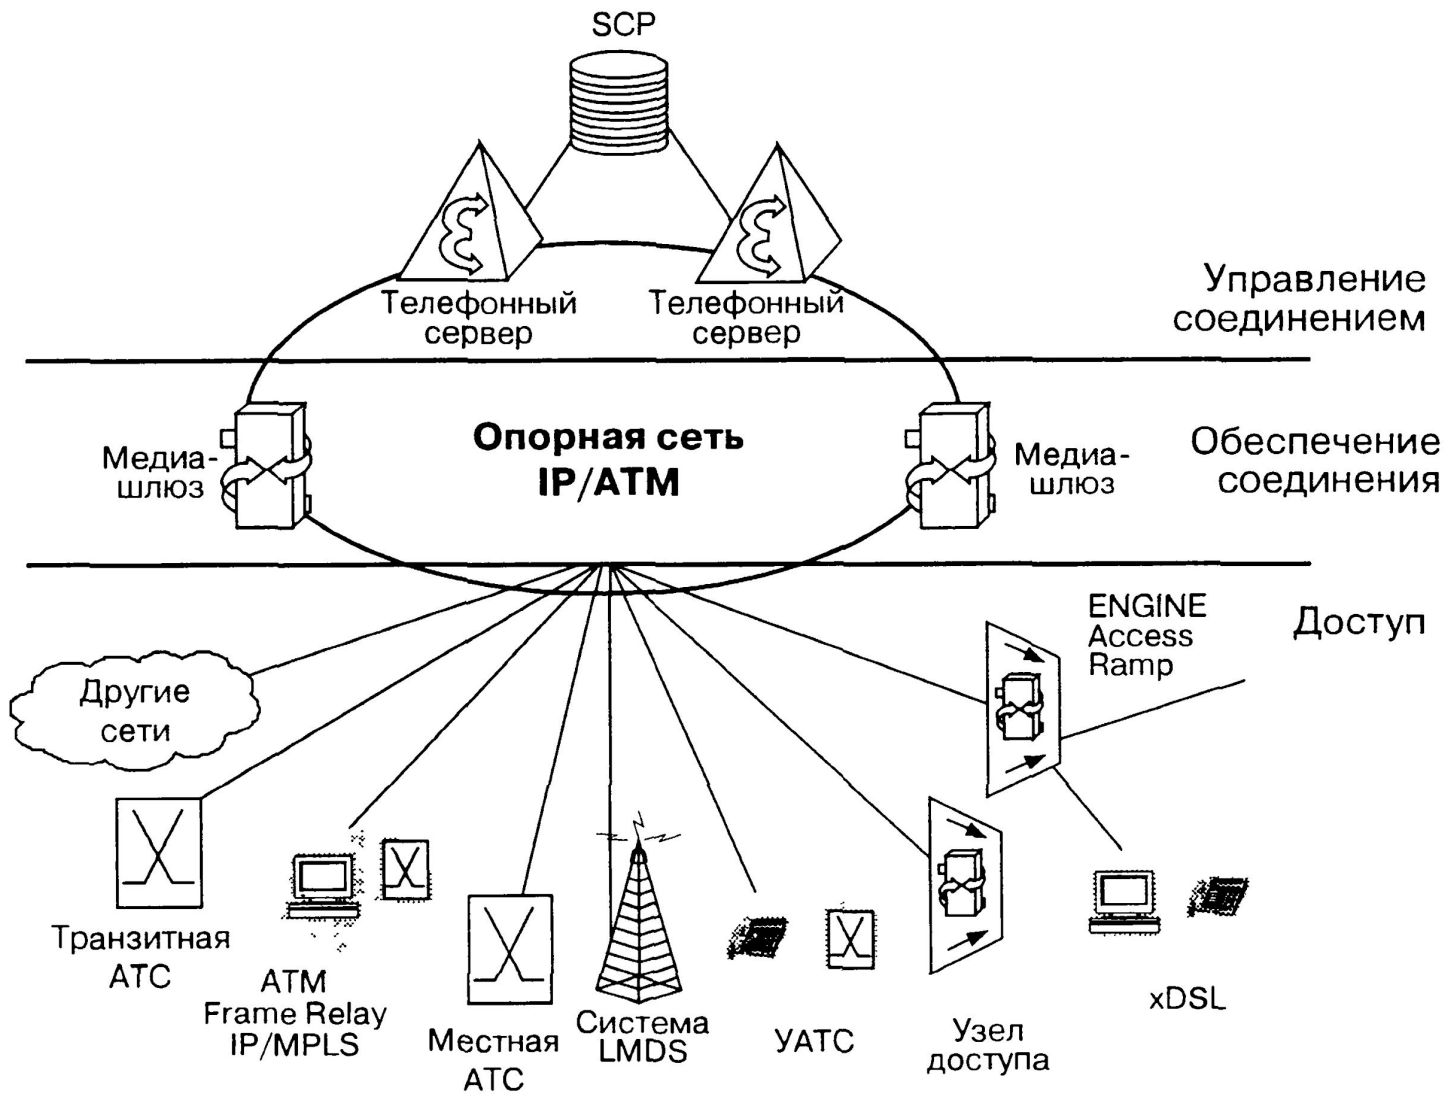 SCP
Телефонный
сервер
Телефонный
сервер
Управление
соединением
Медиа-
шлюз
Опорная сеть
IP/ATM
Медиа-
шлюз
Обеспечение
соединения
ENGINE
Access
Ramp
Доступ
Другие
сети
Транзитная
АТС
ATM
Frame Relay
IP/MPLS
Местная
АТС
Система
LMDS
УАТС
Узел
доступа
xDSL